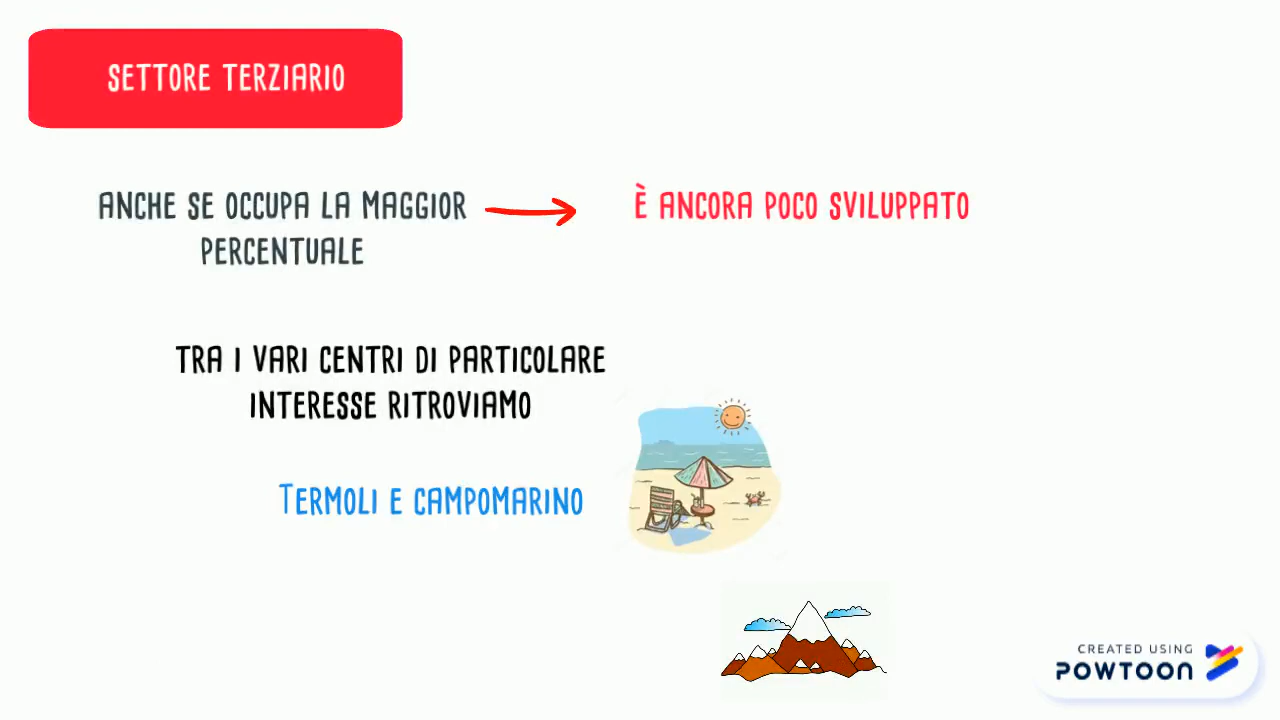 SETTORE TERZIARIO
ANCHE SE OCCUPA LA MAGGIOR
PERCENTUALE
È ANCORA POCO SVILUPPATO
TRA I VARI CENTRI DI PARTICOLARE
INTERESSE RITROVIAMO
TERMOLI E CAMPOMARINO
CREATED USING
POWTOON